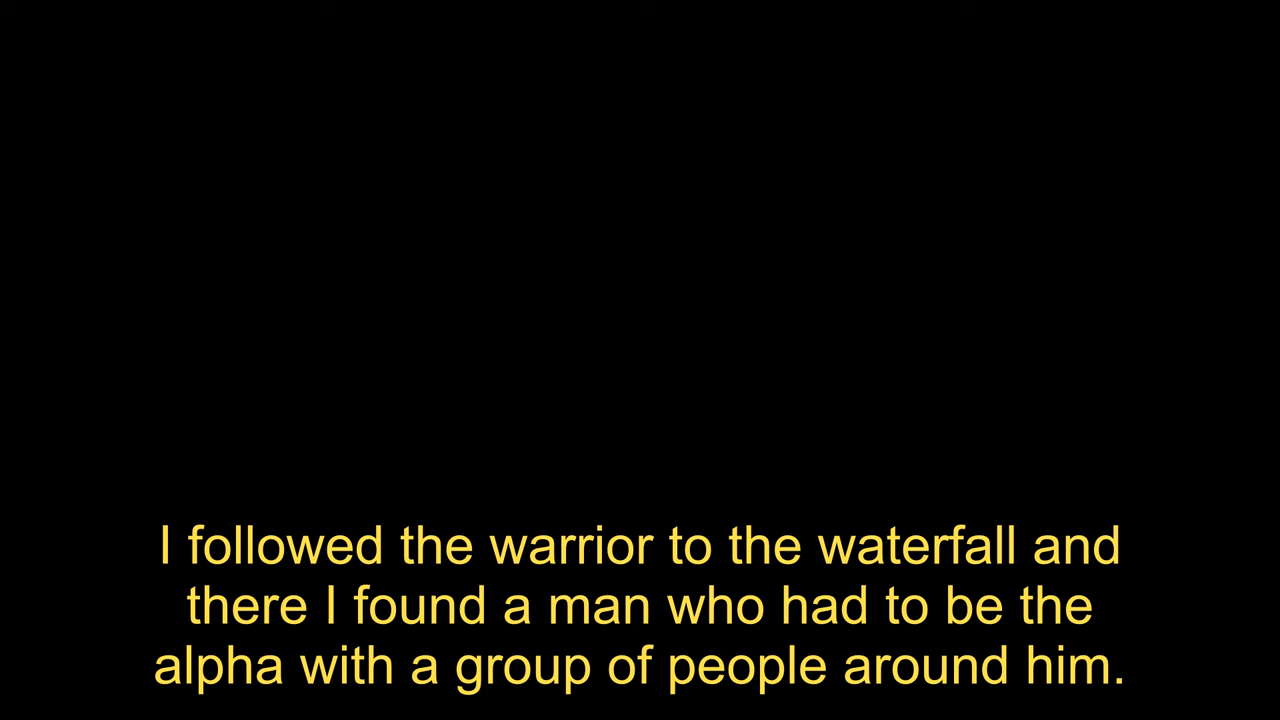 I followed the warrior to the waterfall and
there I found a man who had to be the
alpha with a group of people around him.